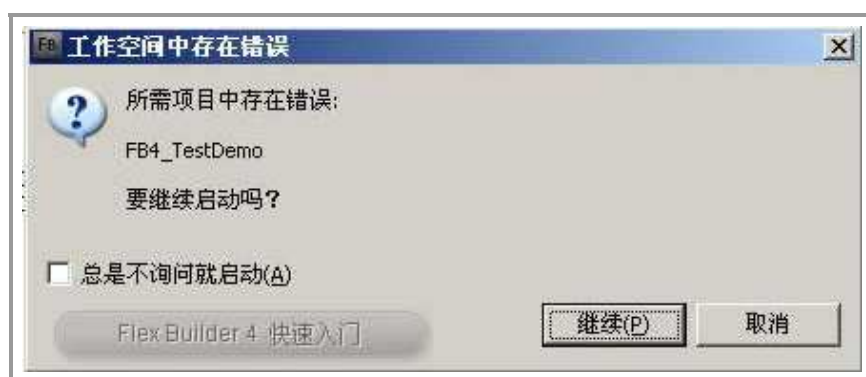 FB 工作空间中存在错误
所需项目中存在错误:
FB4_TestDemo
要继续启动吗?
总是不询问就启动(A)
Flex Builder 4 快速入门
继续(P) 取消